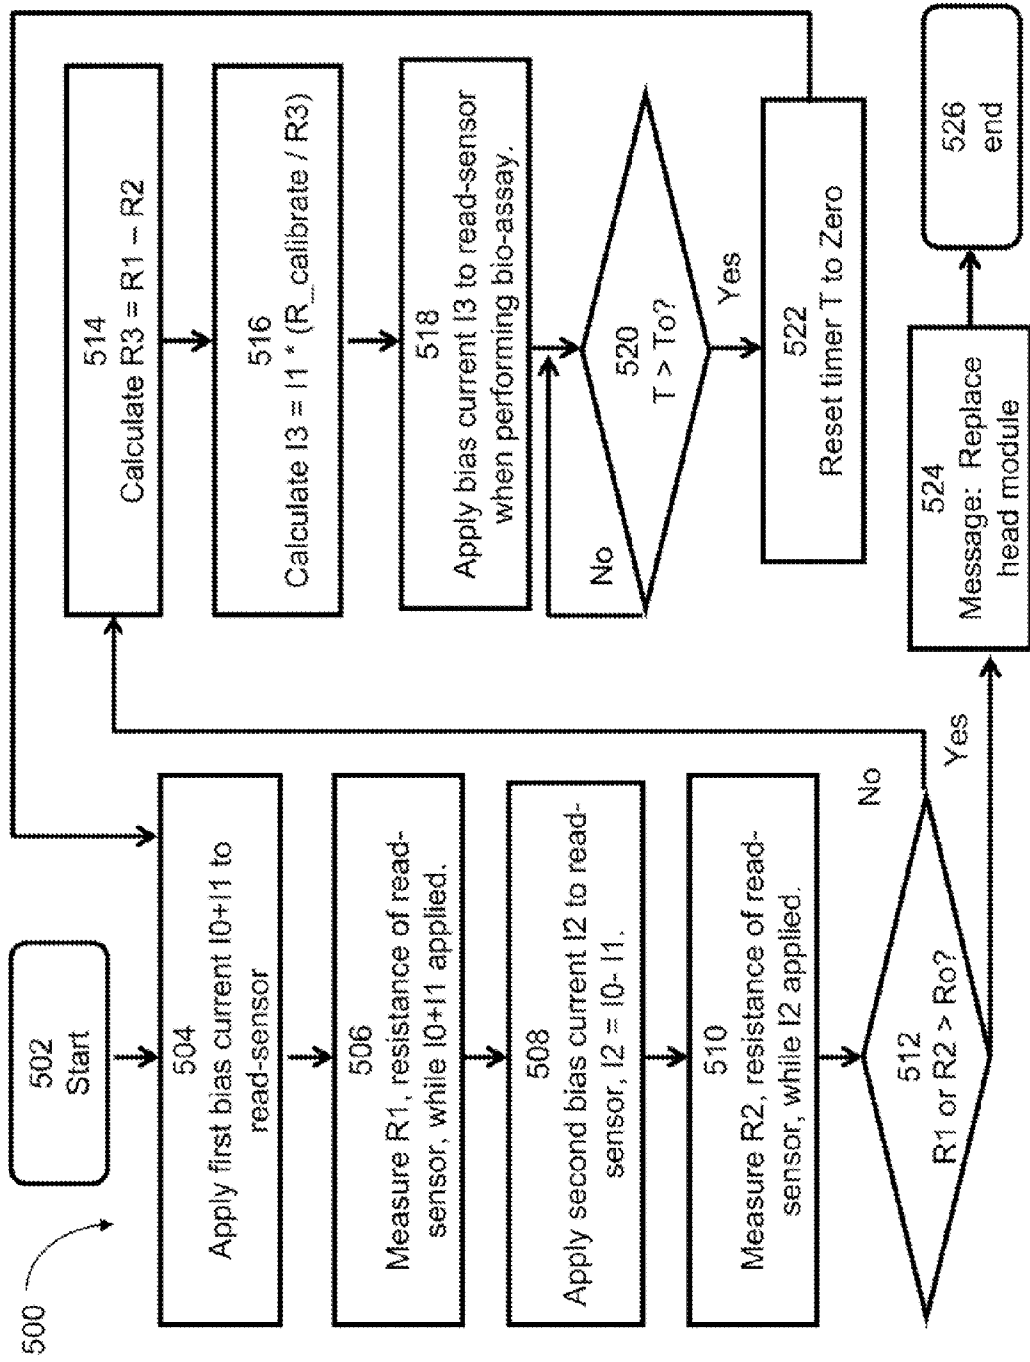 500
502
Start
504
Apply first bias current I0+I1 to
read-sensor
506
Measure R1, resistance of read-
sensor, while I0+I1 applied.
508
Apply second bias current I2 to read-
sensor, I2 = I0- I1.
510
Measure R2, resistance of read-
sensor, while I2 applied.
512
R1 or R2 > Ro?
No
Yes
514
Calculate R3 = R1 – R2
516
Calculate I3 = I1 * (R_calibrate / R3)
518
Apply bias current I3 to read-sensor
when performing bio-assay.
520
T > To?
No
Yes
522
Reset timer T to Zero
524
Message: Replace
head module
526
end